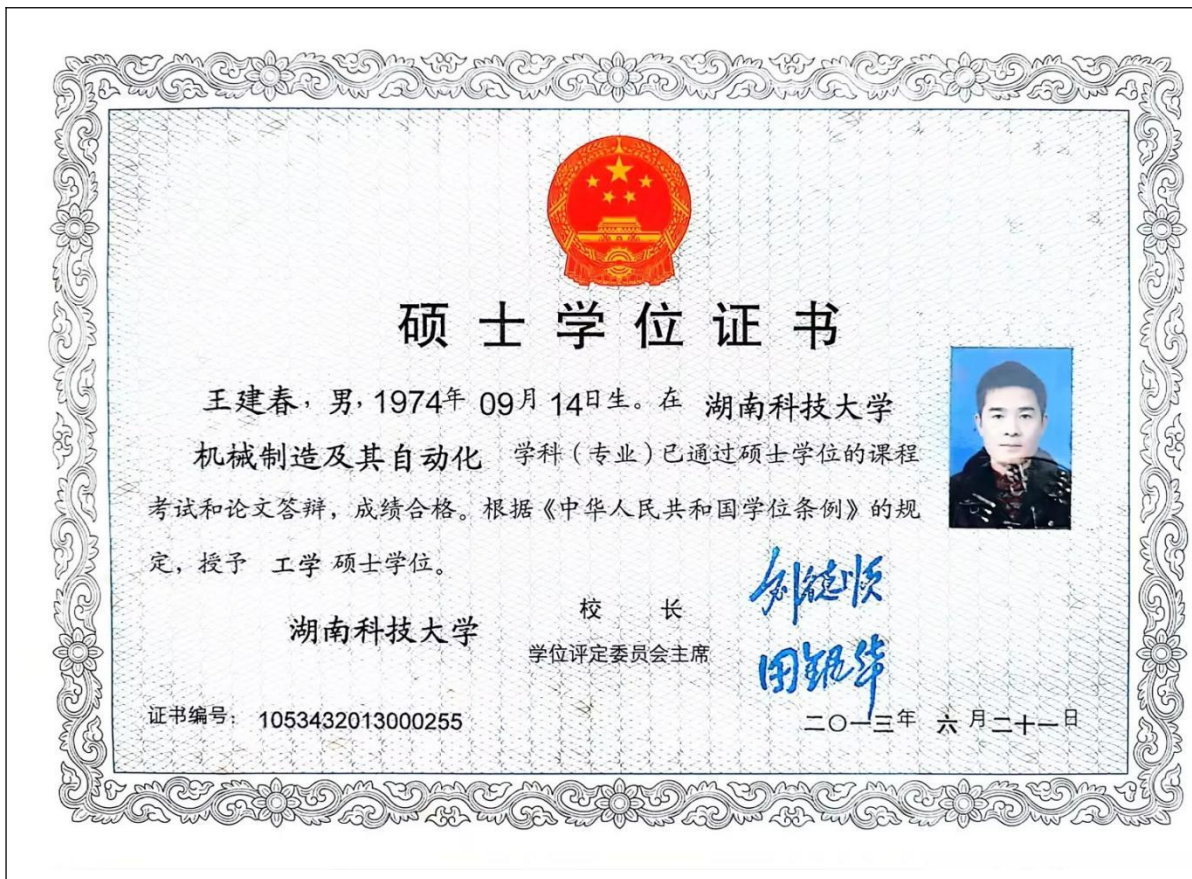 硕士学位证书
王建春，男，1974年 09月 14日生。在 湖南科技大学
机械制造及其自动化 学科（专业）已通过硕士学位的课程
考试和论文答辩，成绩合格。根据《中华人民共和国学位条例》的规
定，授予 工学 硕士学位。
湖南科技大学
校 长
刘德顺
学位评定委员会主席
田银华
证书编号：1053432013000255
二〇一三年 六 月二十一日